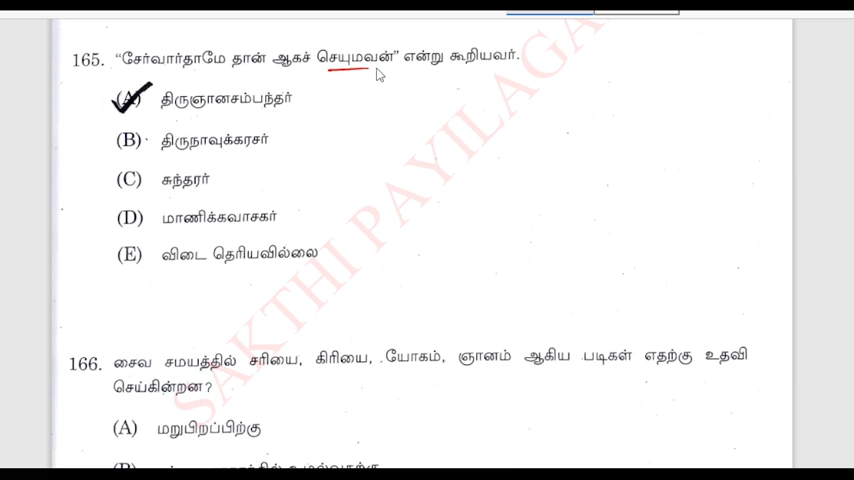 165. “சேர்வார்தாமே தான் ஆகச் செயுமவன்” என்று கூறியவர்.
(A) திருஞானசம்பந்தர்
(B) திருநாவுக்கரசர்
(C) சுந்தரர்
(D) மாணிக்கவாசகர்
(E) விடை தெரியவில்லை
SAKTHI PAYILAGA
166. சைவ சமயத்தில் சரியை, கிரியை, யோகம், ஞானம் ஆகிய படிகள் எதற்கு உதவி
செய்கின்றன?
(A) மறுபிறப்பிற்கு